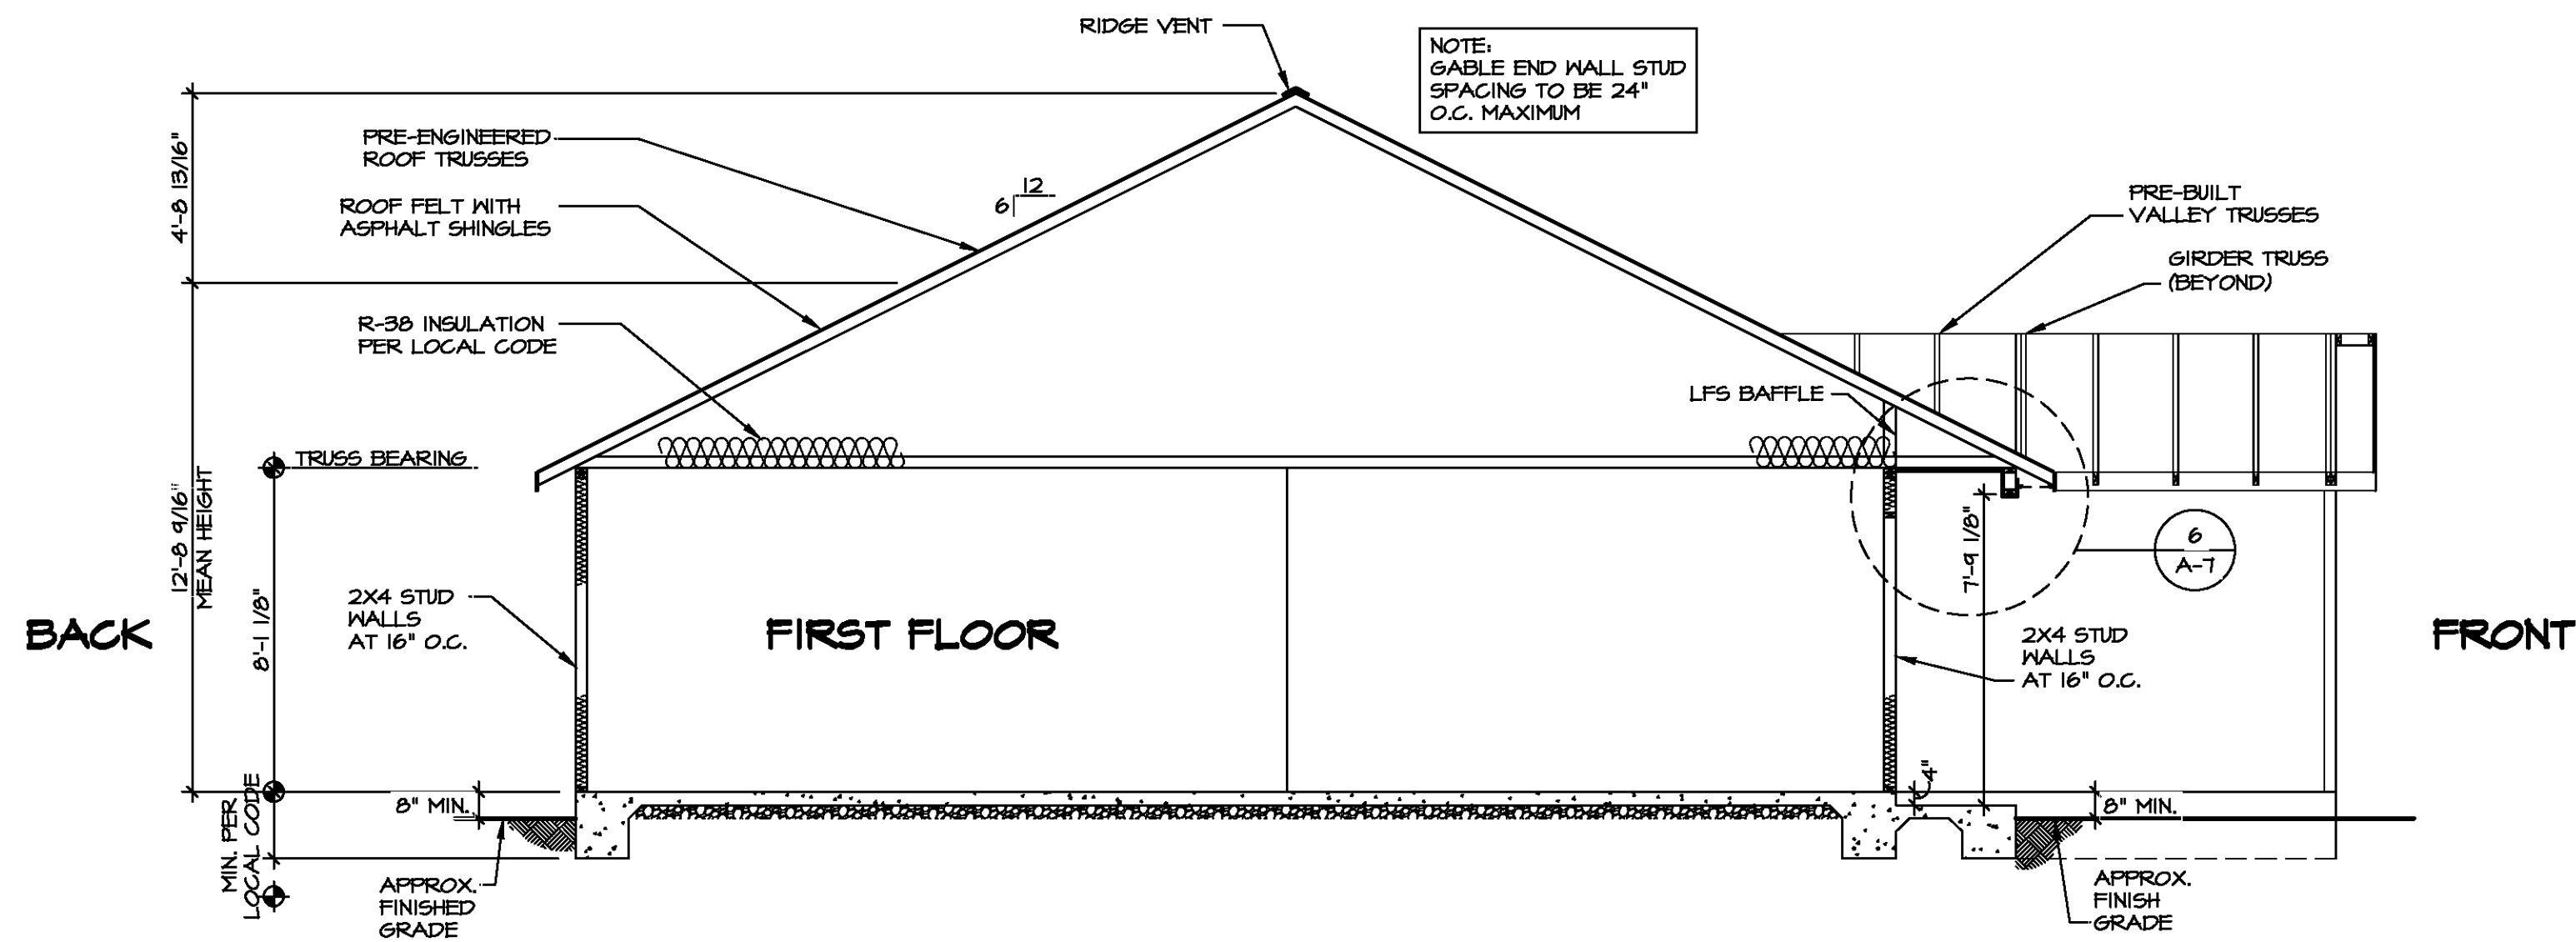 RIDGE VENT
NOTE:
GABLE END WALL STUD
SPACING TO BE 24"
O.C. MAXIMUM
4'-8 13/16"
PRE-ENGINEERED
ROOF TRUSSES
12
6
ROOF FELT WITH
ASPHALT SHINGLES
PRE-BUILT
VALLEY TRUSSES
GIRDER TRUSS
(BEYOND)
R-38 INSULATION
PER LOCAL CODE
LFS BAFFLE
TRUSS BEARING
12'-8 9/16"
MEAN HEIGHT
8'-1 1/8"
7'-9 1/8"
6
A-7
2X4 STUD
WALLS
AT 16" O.C.
BACK
FIRST FLOOR
2X4 STUD
WALLS
AT 16" O.C.
FRONT
8" MIN.
4"
8" MIN.
MIN. PER
LOCAL CODE
APPROX.
FINISHED
GRADE
APPROX.
FINISH
GRADE